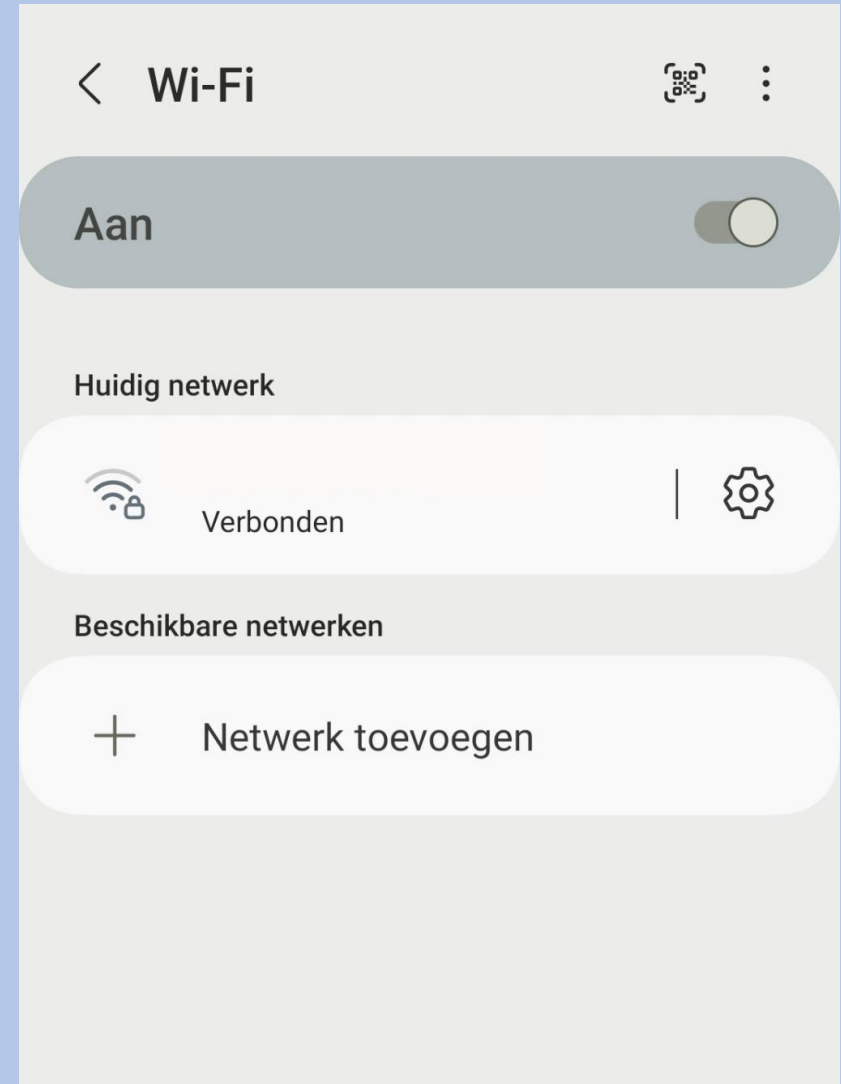 Wi-Fi
Aan
Huidig netwerk
Verbonden
Beschikbare netwerken
Netwerk toevoegen